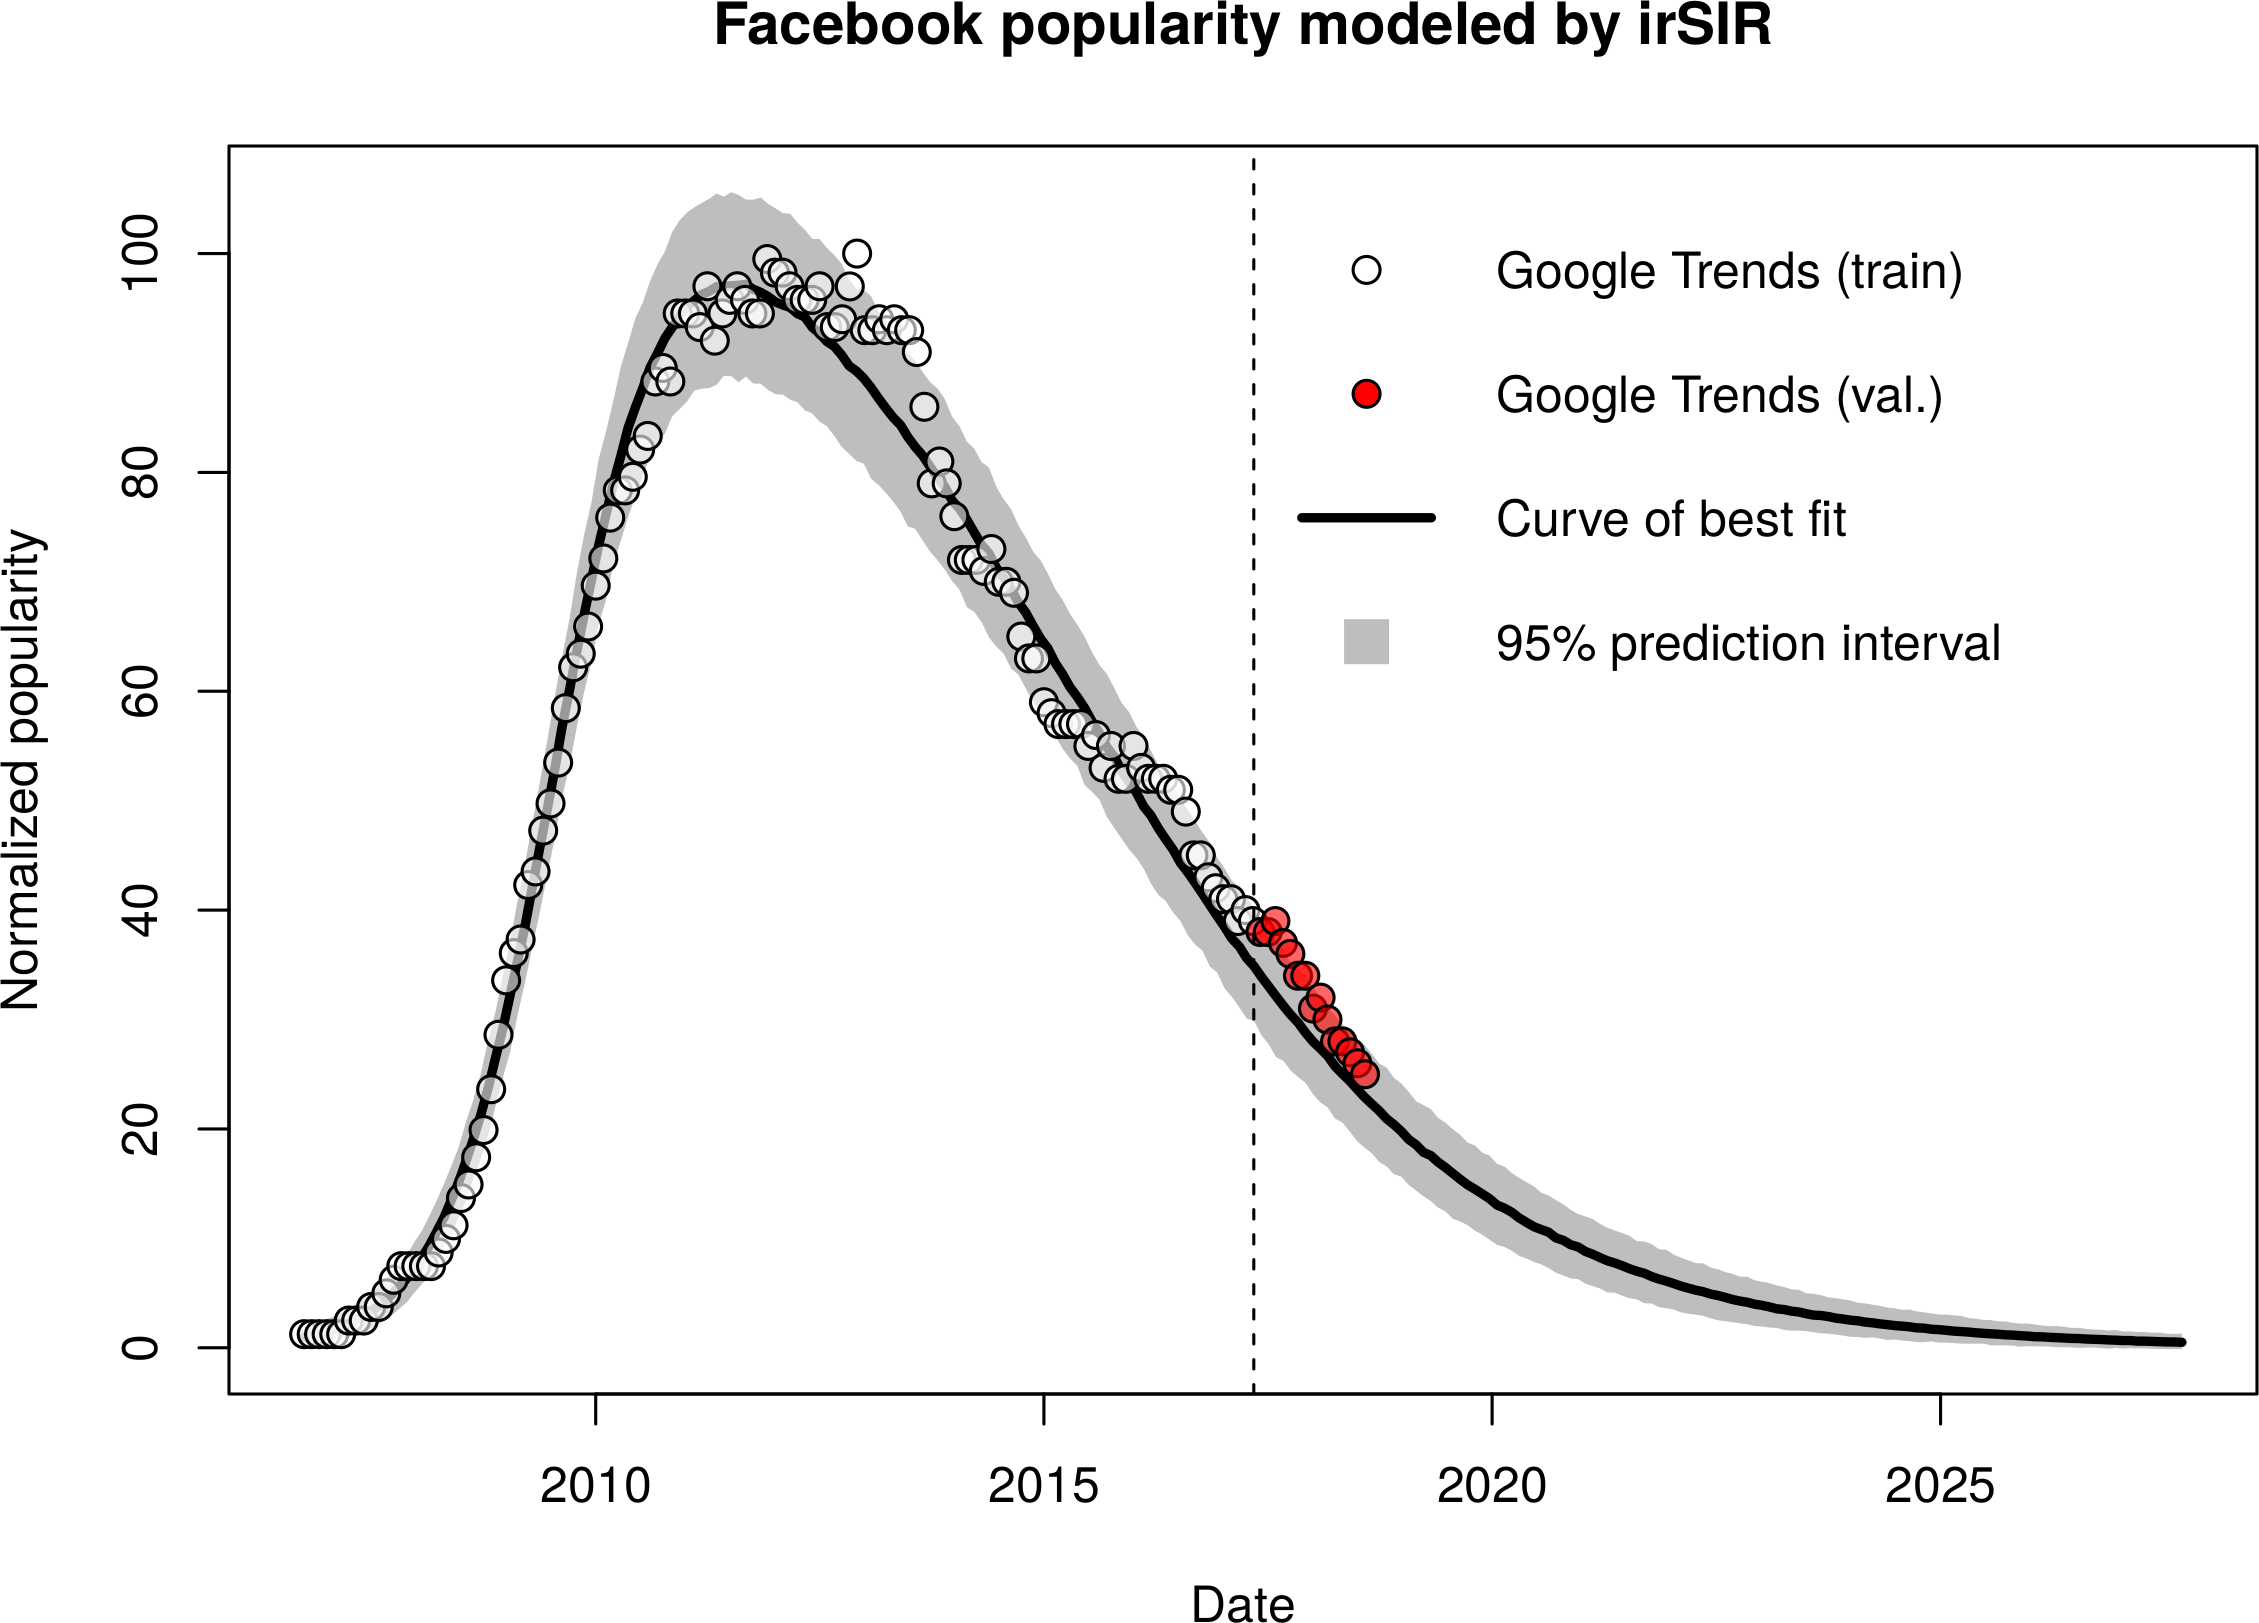 Facebook popularity modeled by irSIR
Normalized popularity
100
80
60
40
20
0
Google Trends (train)
Google Trends (val.)
Curve of best fit
95% prediction interval
2010
2015
2020
2025
Date